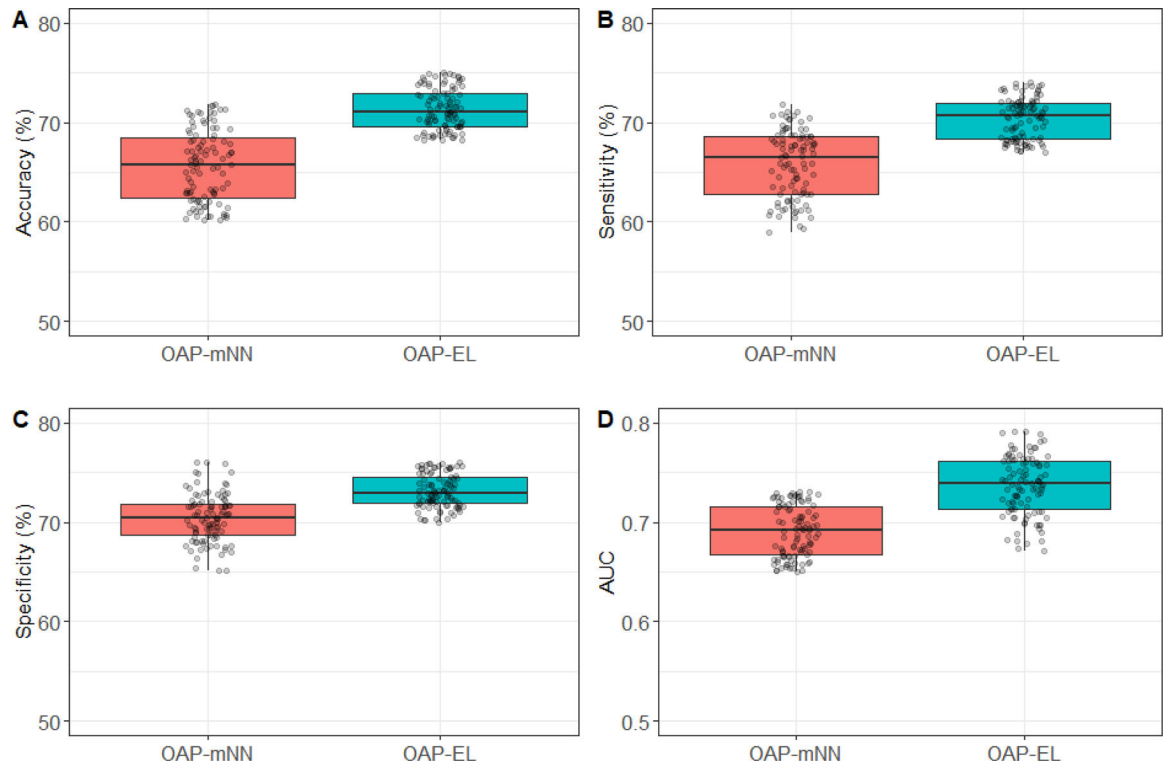 A
Accuracy (%)
80
70
60
50
OAP-mNN OAP-EL
B
Sensitivity (%)
80
70
60
50
OAP-mNN OAP-EL
C
Specificity (%)
80
70
60
50
OAP-mNN OAP-EL
D
AUC
0.8
0.7
0.6
0.5
OAP-mNN OAP-EL